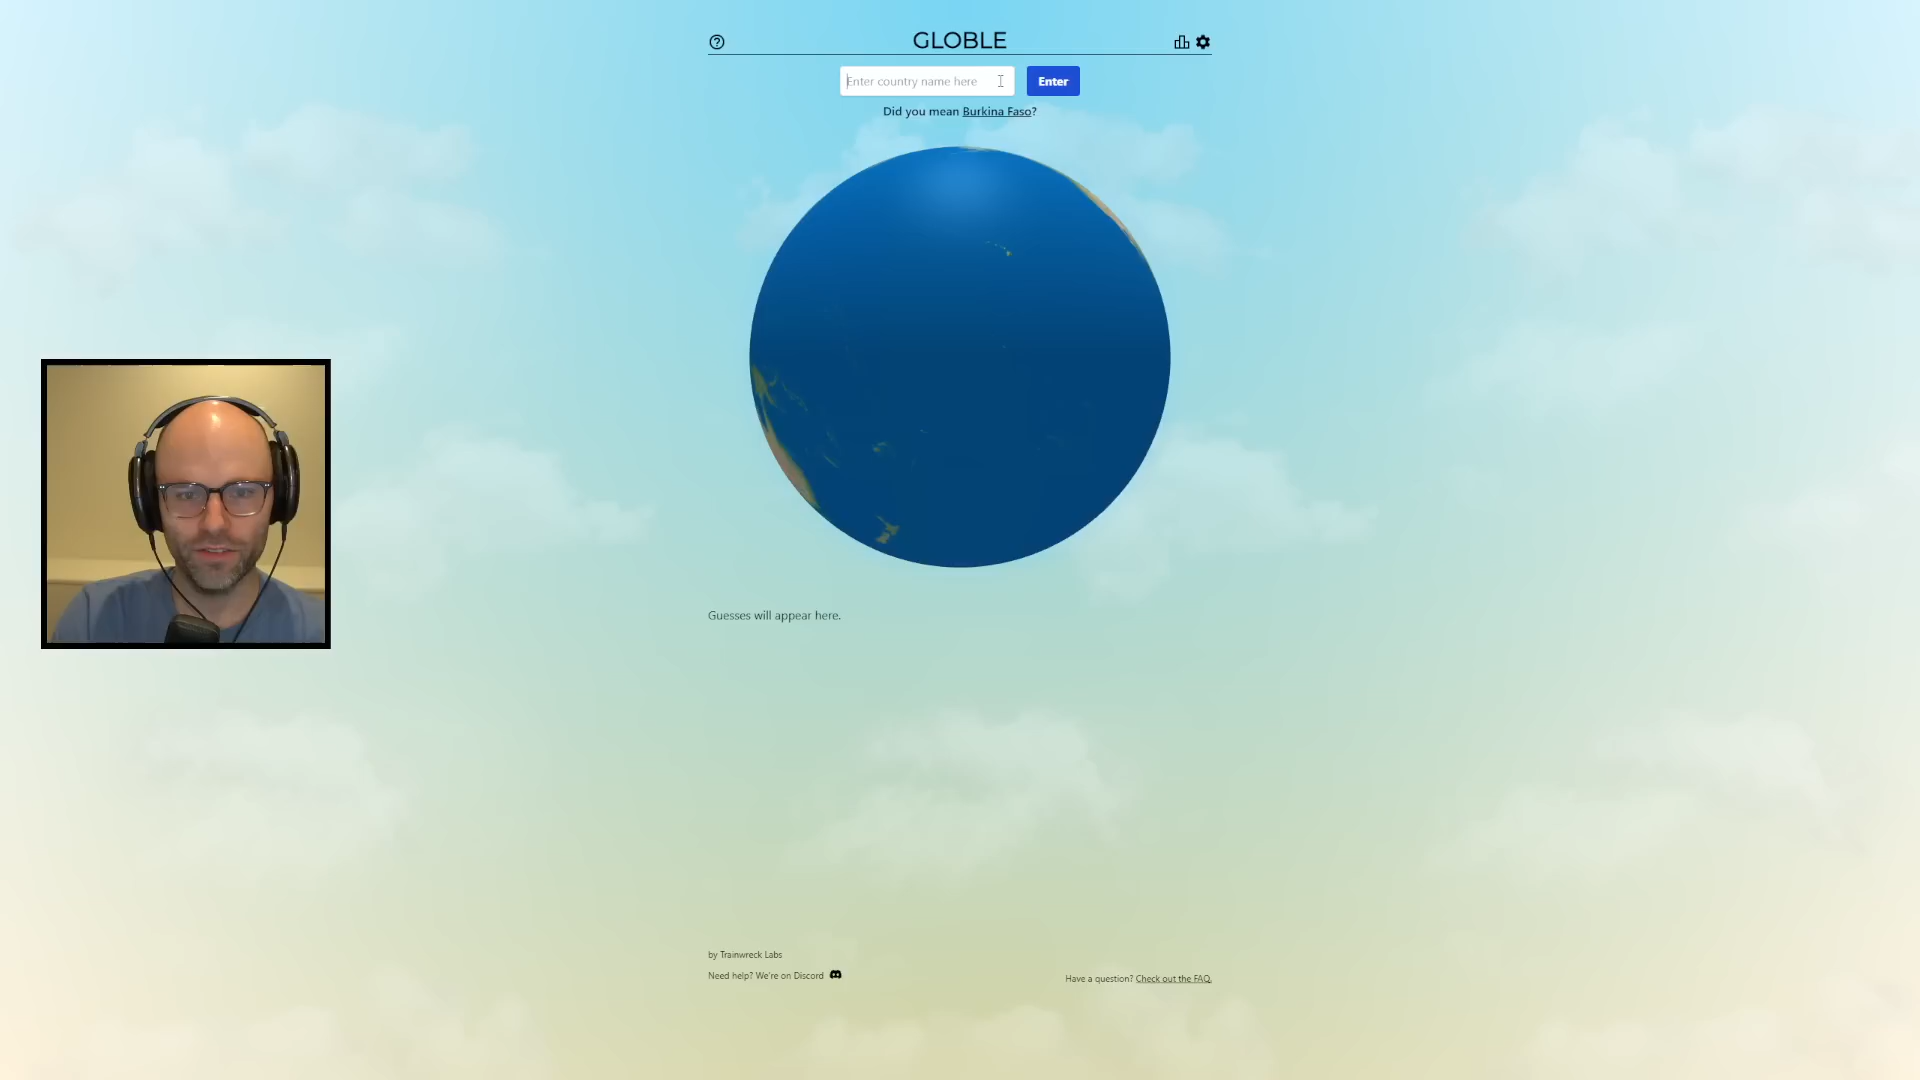 GLOBLE
Enter country name here
Enter
Did you mean Burkina Faso?
Guesses will appear here.
by Trainwreck Labs
Need help? We're on Discord
Have a question? Check out the FAQ.